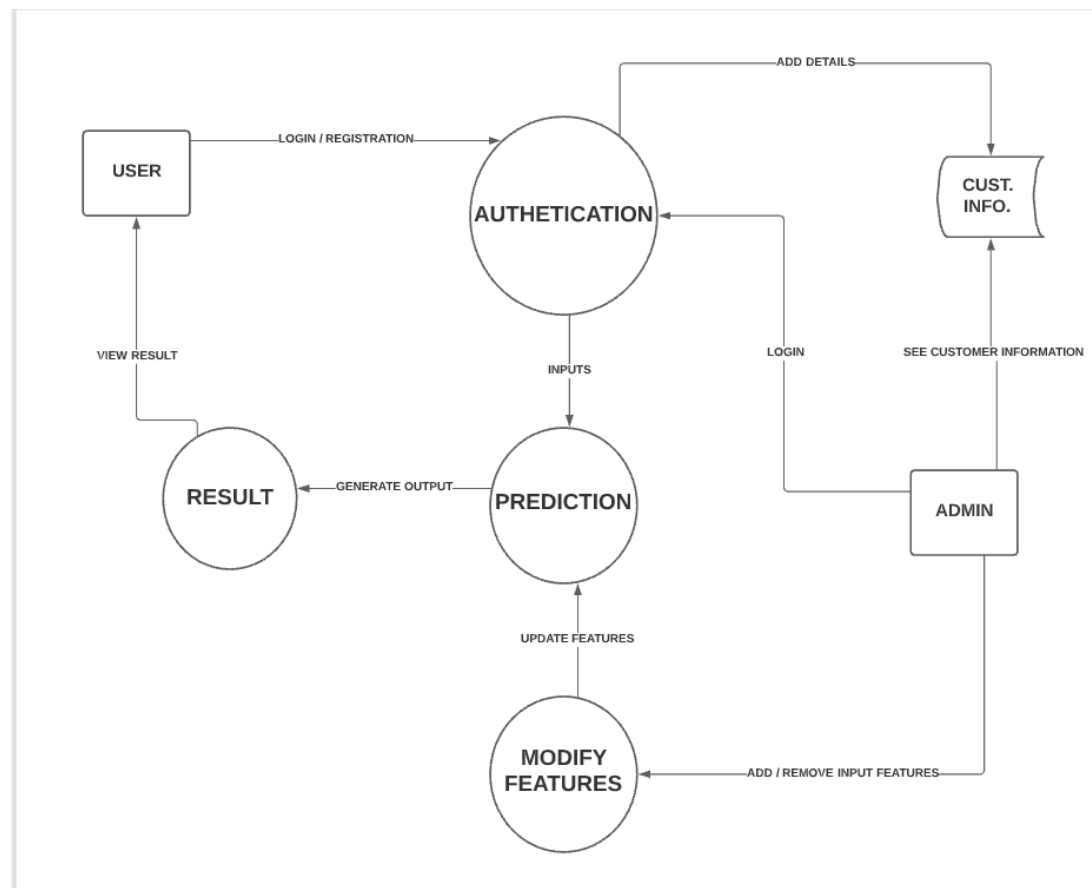 ADD DETAILS
LOGIN / REGISTRATION
USER
CUST.
INFO.
AUTHETICATION
VIEW RESULT
INPUTS
LOGIN
SEE CUSTOMER INFORMATION
RESULT
GENERATE OUTPUT
PREDICTION
ADMIN
UPDATE FEATURES
MODIFY
FEATURES
ADD / REMOVE INPUT FEATURES